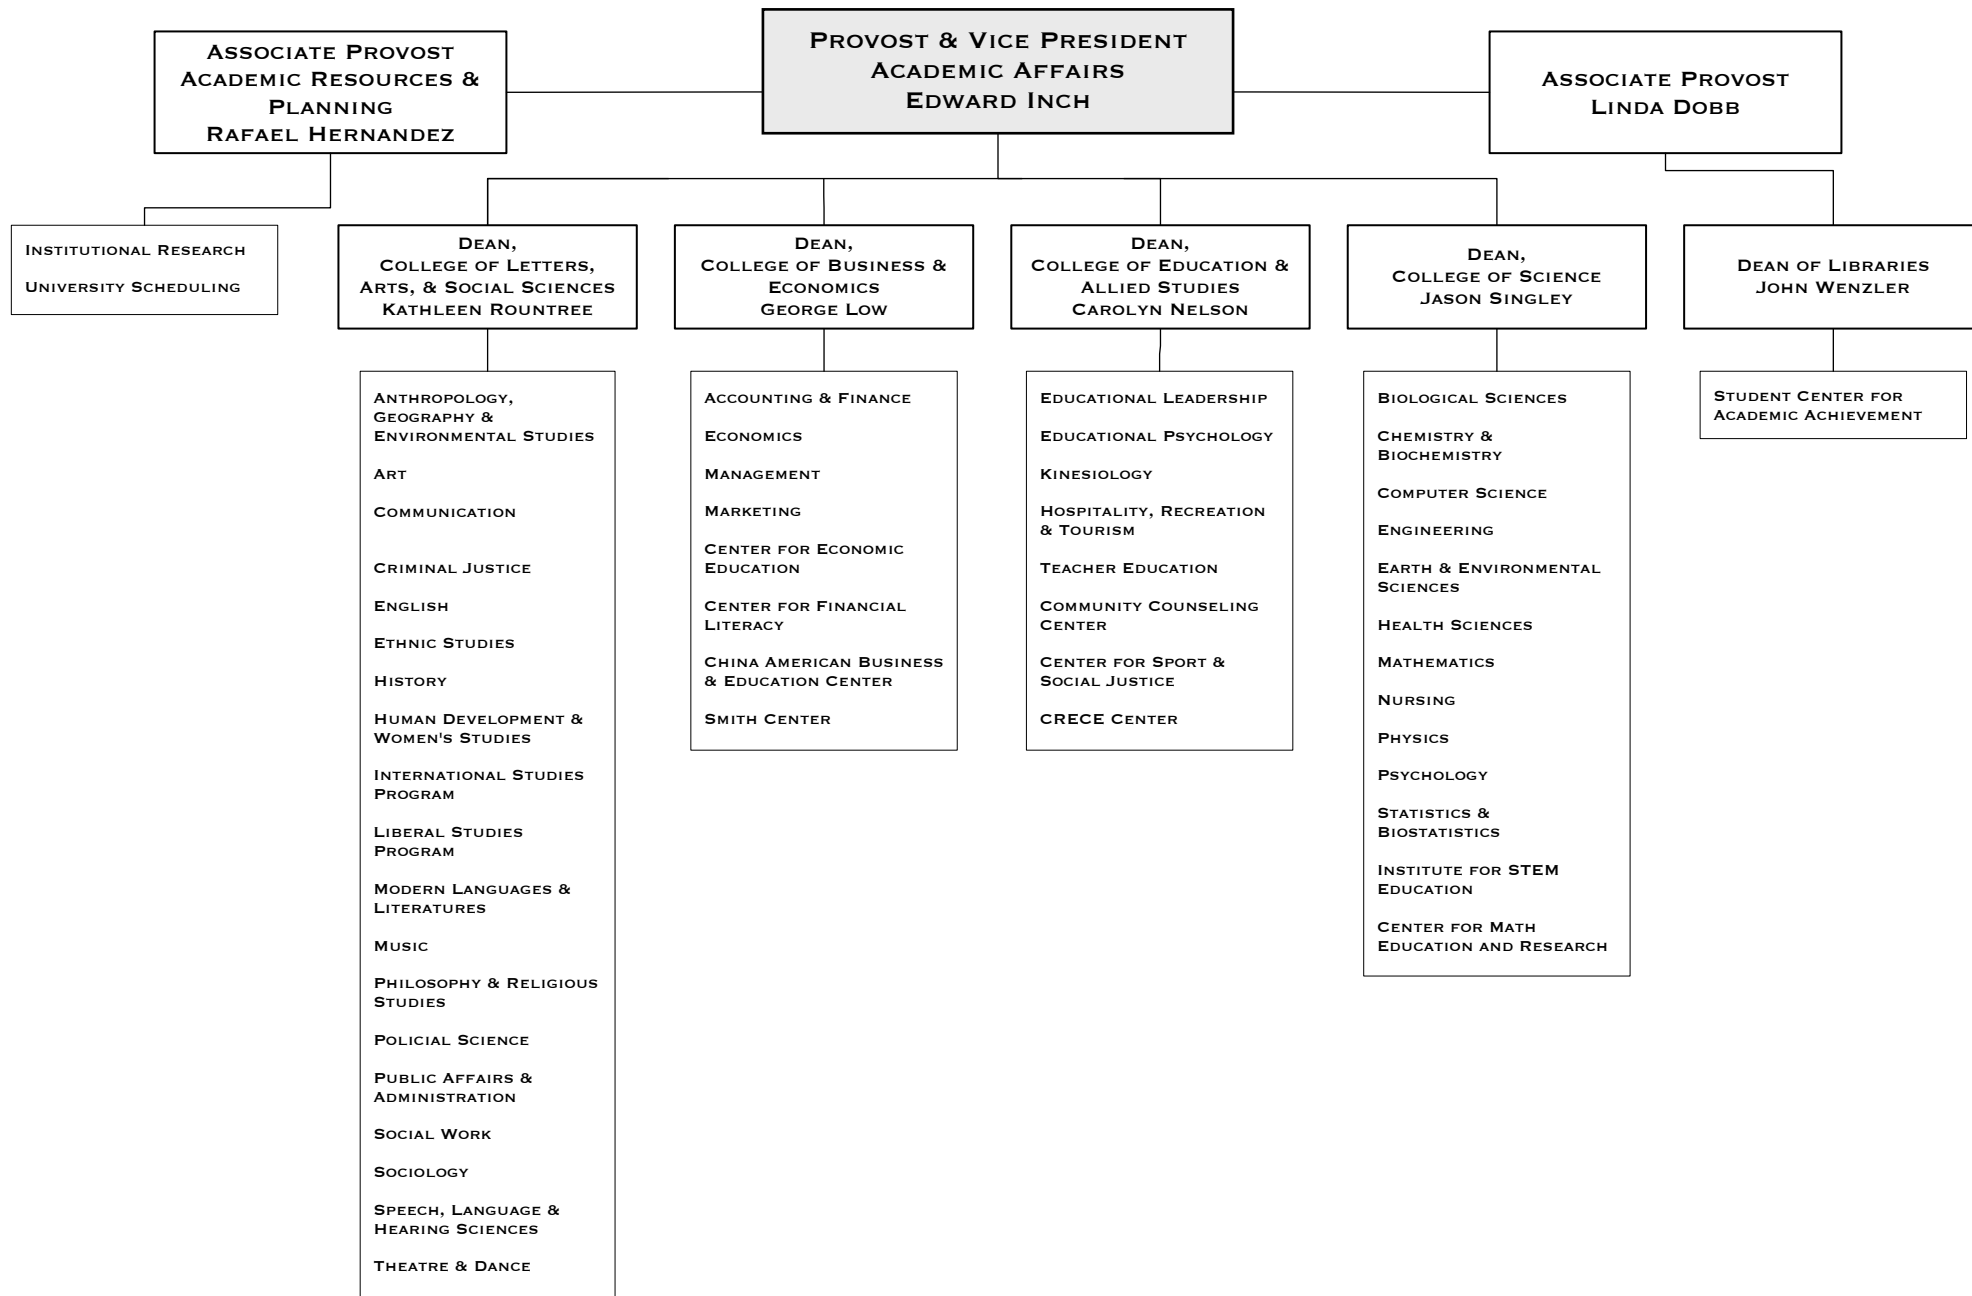 Provost & Vice President
Academic Affairs
Edward Inch
Associate Provost
Academic Resources &
Planning
Rafael Hernandez
Associate Provost
Linda Dobb
Institutional Research
University Scheduling
Dean,
College of Letters,
Arts, & Social Sciences
Kathleen Rountree
Dean,
College of Business &
Economics
George Low
Dean,
College of Education &
Allied Studies
Carolyn Nelson
Dean,
College of Science
Jason Singley
Dean of Libraries
John Wenzler
Anthropology,
Geography &
Environmental Studies
Art
Communication
Criminal Justice
English
Ethnic Studies
History
Human Development &
Women's Studies
International Studies
Program
Liberal Studies
Program
Modern Languages &
Literatures
Music
Philosophy & Religious
Studies
Policial Science
Public Affairs &
Administration
Social Work
Sociology
Speech, Language &
Hearing Sciences
Theatre & Dance
Accounting & Finance
Economics
Management
Marketing
Center for Economic
Education
Center for Financial
Literacy
China American Business
& Education Center
Smith Center
Educational Leadership
Educational Psychology
Kinesiology
Hospitality, Recreation
& Tourism
Teacher Education
Community Counseling
Center
Center for Sport &
Social Justice
CRECE Center
Biological Sciences
Chemistry &
Biochemistry
Computer Science
Engineering
Earth & Environmental
Sciences
Health Sciences
Mathematics
Nursing
Physics
Psychology
Statistics &
Biostatistics
Institute for STEM
Education
Center for Math
Education and Research
Student Center for
Academic Achievement